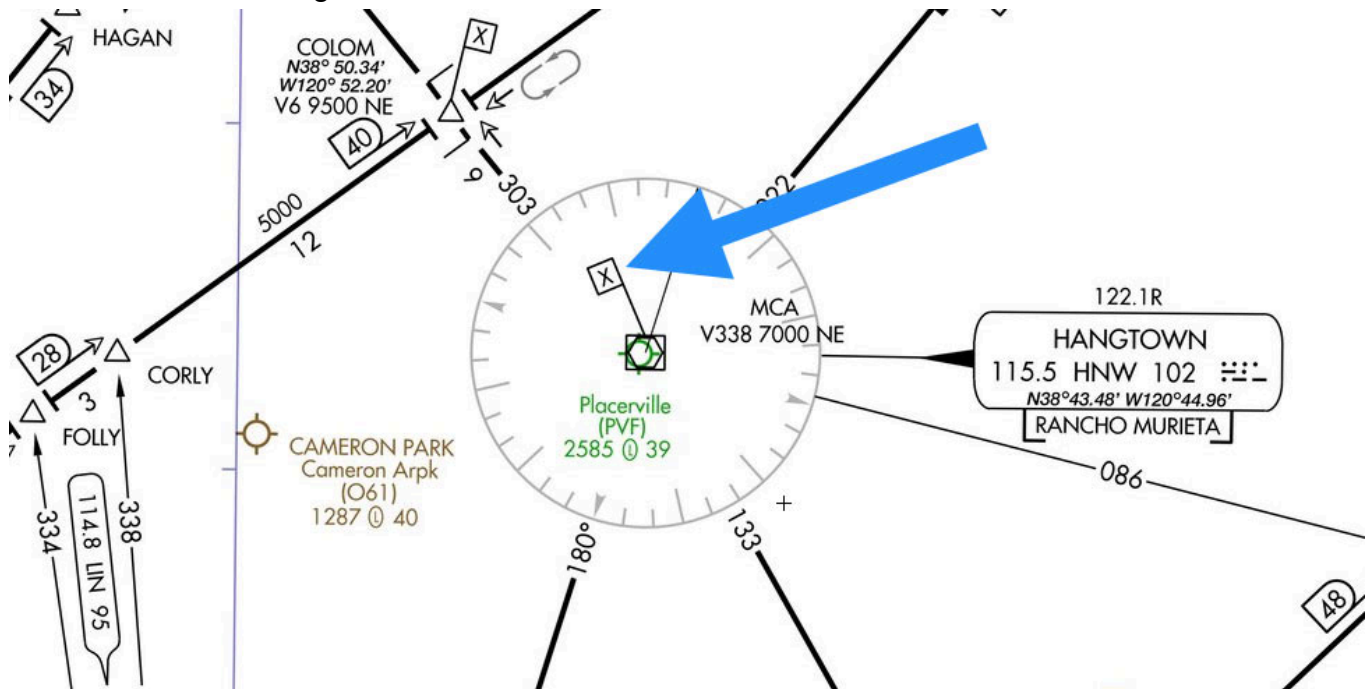 HAGAN
34
COLOM
N38° 50.34'
W120° 52.20'
V6 9500 NE
X
40
9
303
5000
12
X
MCA
V338 7000 NE
122.1R
HANGTOWN
115.5 HNW 102
N38°43.48' W120°44.96'
RANCHO MURIETA
28
CORLY
3
FOLLY
Placerville
(PVF)
2585 Ⓛ 39
CAMERON PARK
Cameron Arpk
(O61)
1287 Ⓛ 40
086
334
114.8 LIN 95
338
180°
133
48